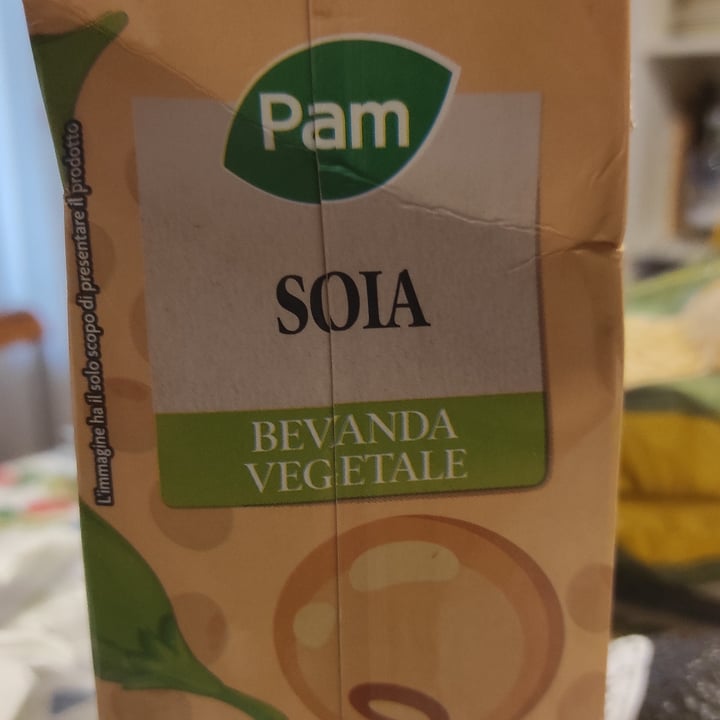 Pam
SOIA
BEVANDA
VEGETALE
L'immagine ha il solo scopo di presentare il prodotto